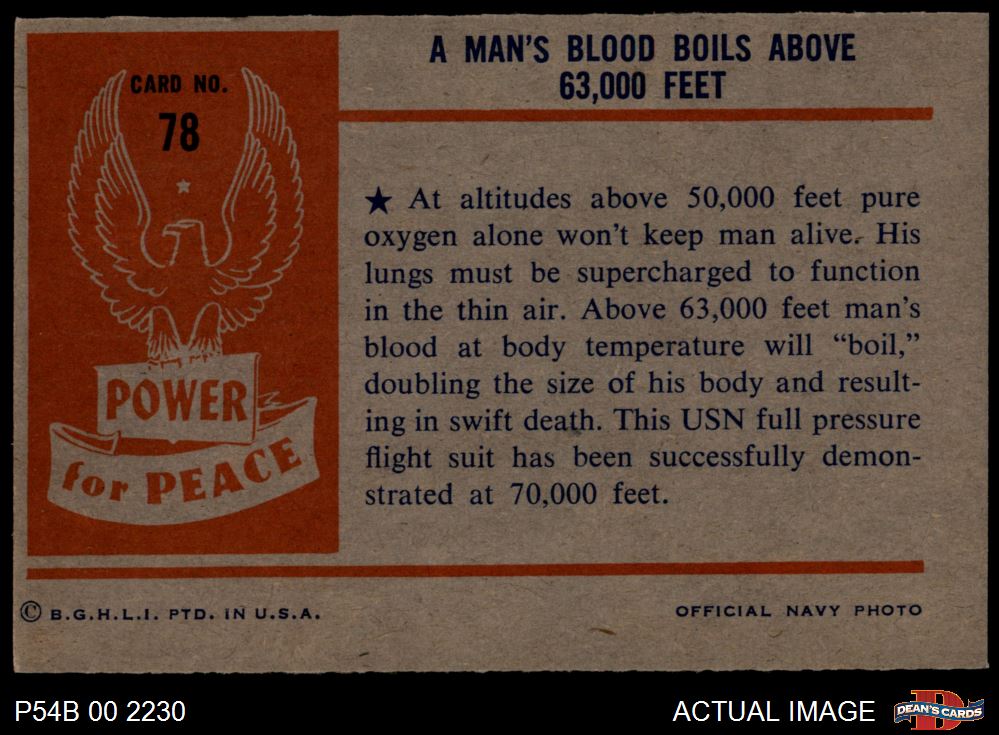 CARD NO.
78
POWER
for PEACE
A MAN'S BLOOD BOILS ABOVE
63,000 FEET
★ At altitudes above 50,000 feet pure
oxygen alone won't keep man alive. His
lungs must be supercharged to function
in the thin air. Above 63,000 feet man's
blood at body temperature will “boil,”
doubling the size of his body and result-
ing in swift death. This USN full pressure
flight suit has been successfully demon-
strated at 70,000 feet.
© B.G.H.L.I. PTD. IN U.S.A.
OFFICIAL NAVY PHOTO
P54B 00 2230
ACTUAL IMAGE
DEAN'S CARDS